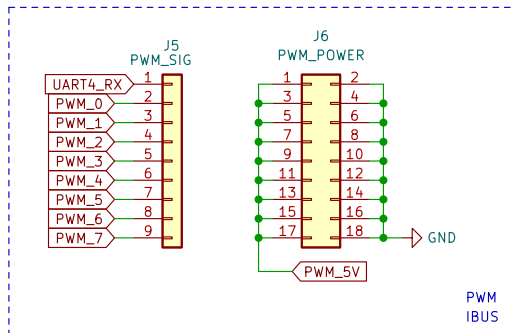 J5
PWM_SIG
J6
PWM_POWER
UART4_RX 1
PWM_0 2
PWM_1 3
PWM_2 4
PWM_3 5
PWM_4 6
PWM_5 7
PWM_6 8
PWM_7 9
1 2
3 4
5 6
7 8
9 10
11 12
13 14
15 16
17 18
GND
PWM_5V
PWM
IBUS